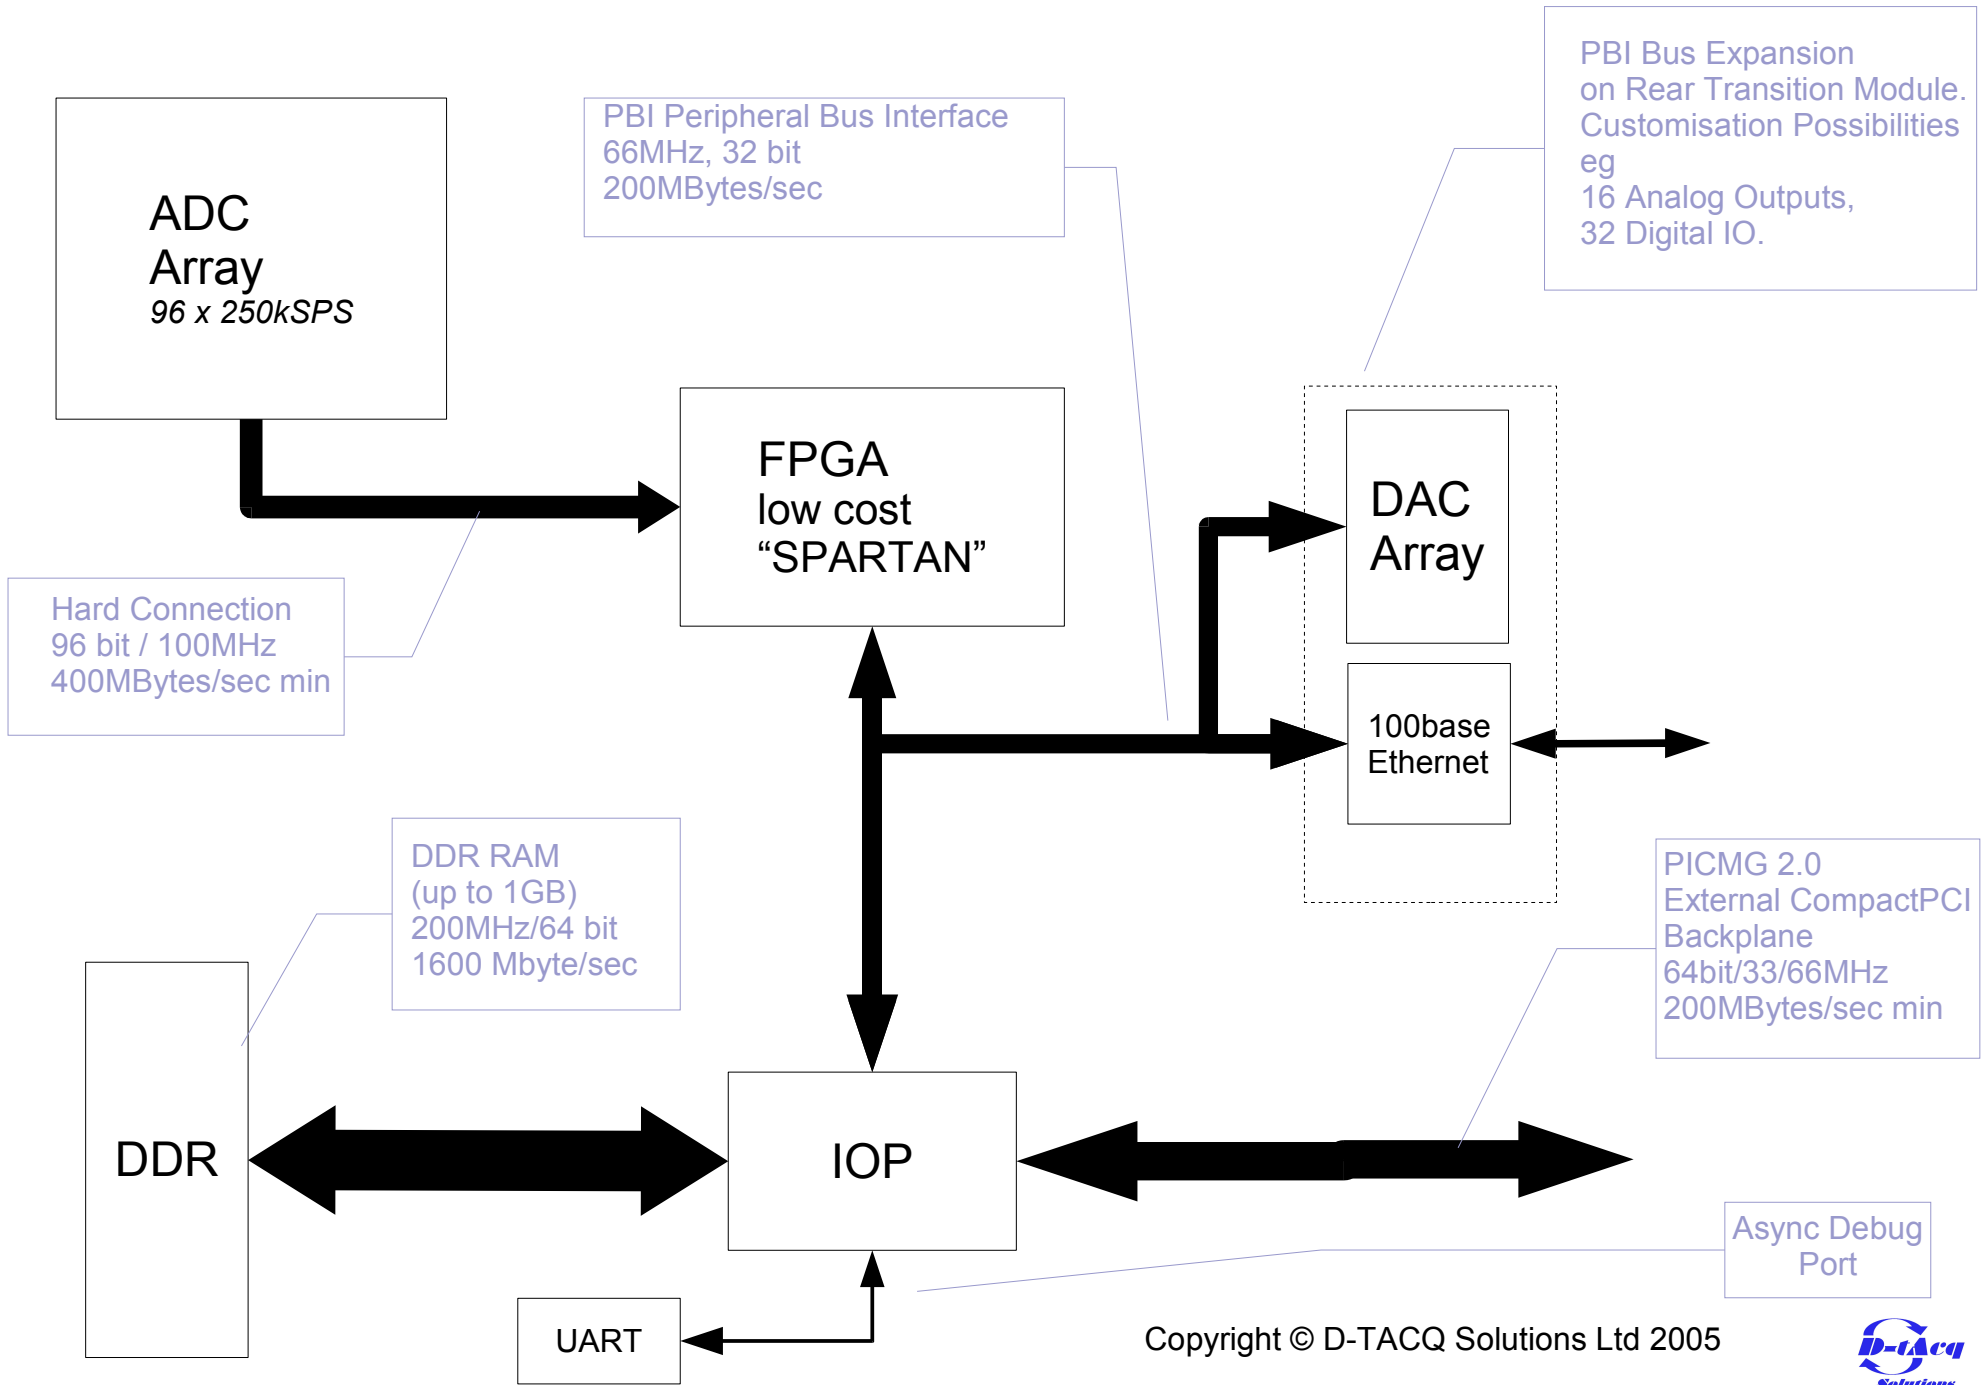 PBI Bus Expansion
on Rear Transition Module.
Customisation Possibilities
eg
16 Analog Outputs,
32 Digital IO.
PBI Peripheral Bus Interface
66MHz, 32 bit
200MBytes/sec
ADC
Array
96 x 250kSPS
FPGA
low cost
“SPARTAN”
DAC
Array
Hard Connection
96 bit / 100MHz
400MBytes/sec min
100base
Ethernet
DDR RAM
(up to 1GB)
200MHz/64 bit
1600 Mbyte/sec
PICMG 2.0
External CompactPCI
Backplane
64bit/33/66MHz
200MBytes/sec min
DDR
IOP
Async Debug
Port
UART
Copyright © D-TACQ Solutions Ltd 2005
D-tAcq
Solutions